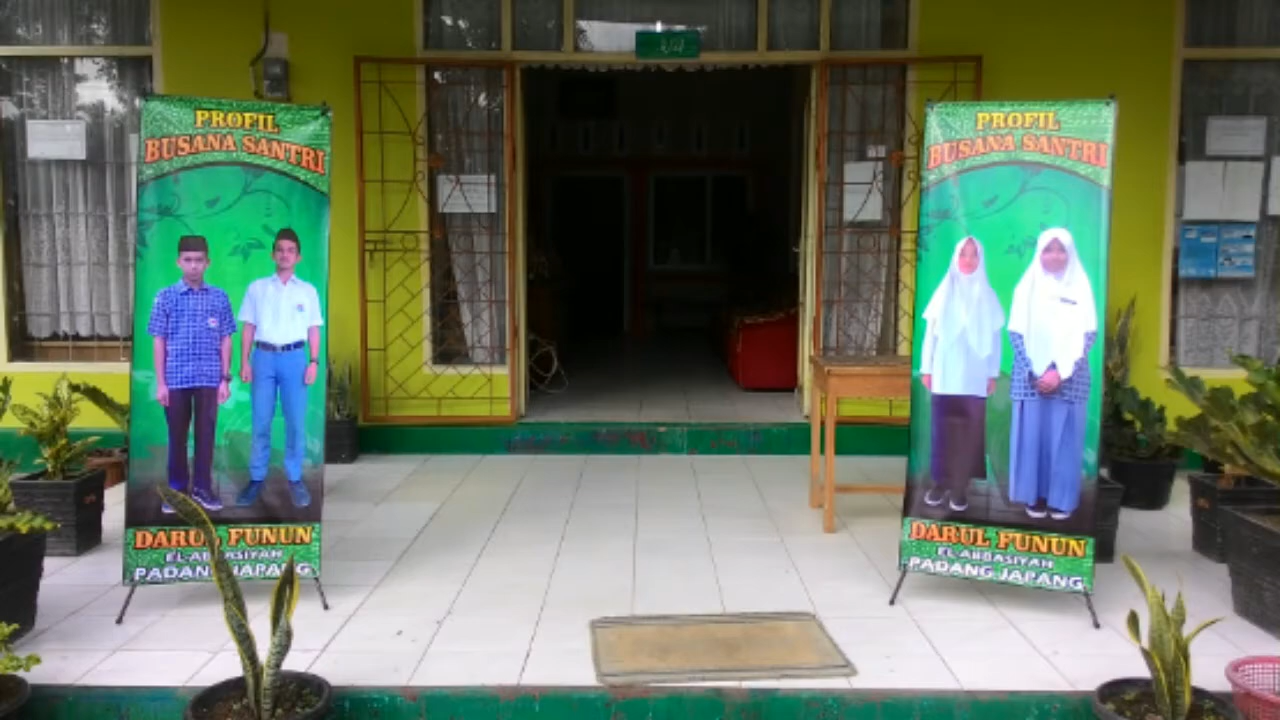 PROFIL
BUSANA SANTRI
DARUL FUNUN
EL ABBASIYAH
PADANG JAPANG
PROFIL
BUSANA SANTRI
DARUL FUNUN
EL ABBASIYAH
PADANG JAPANG